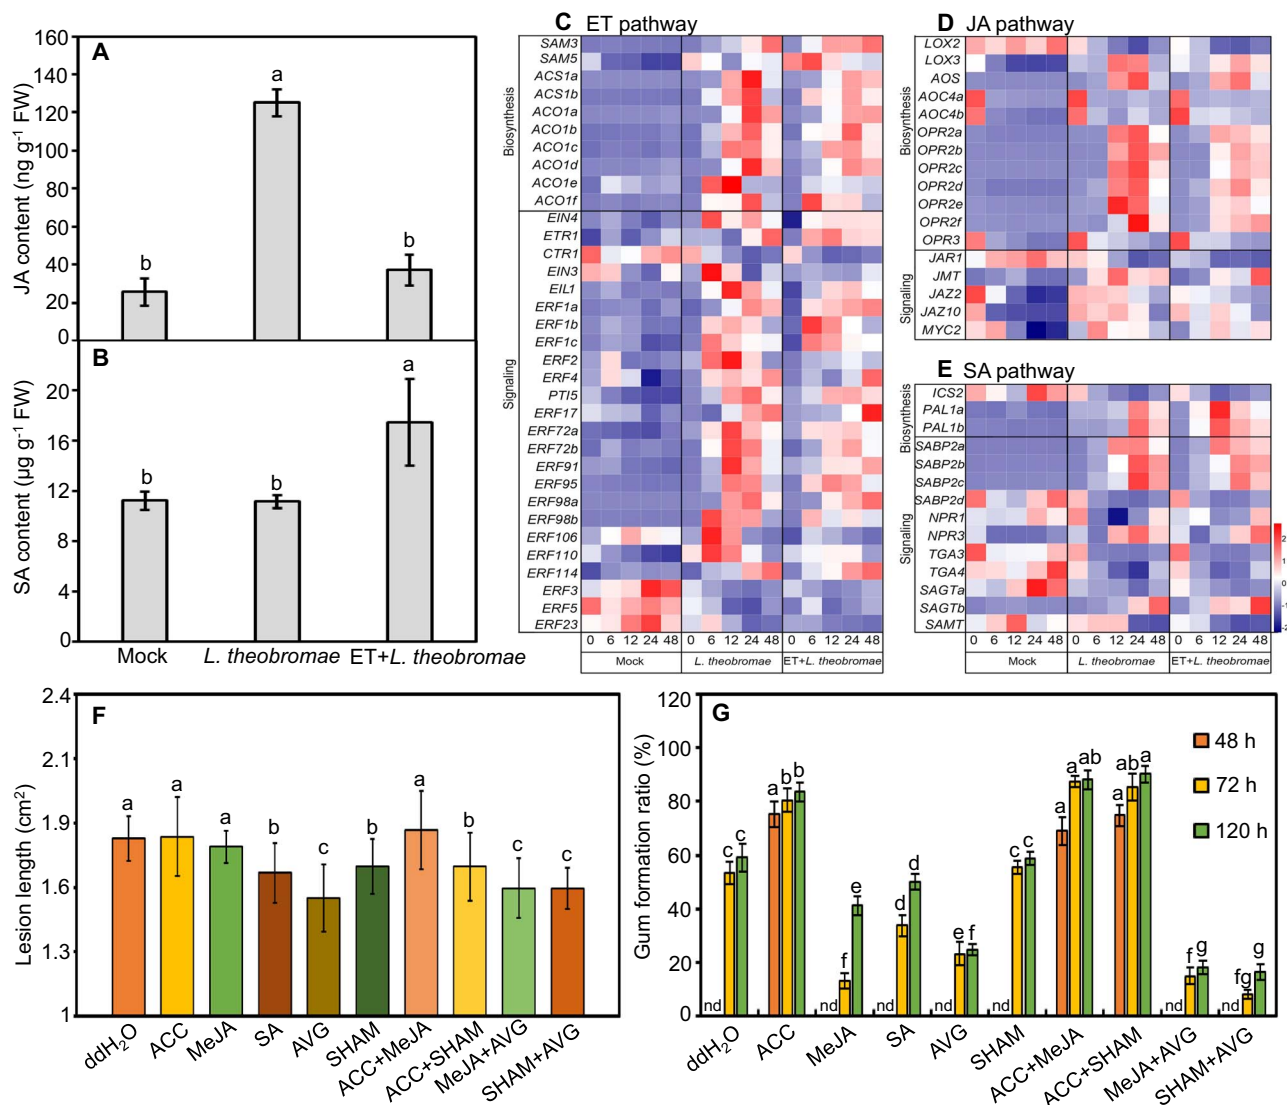 A
JA content (ng g⁻¹ FW)
160
140
120
100
80
60
40
20
0
b
a
b
B
SA content (µg g⁻¹ FW)
20
16
12
8
4
0
b
b
a
Mock
L. theobromae
ET+L. theobromae
C ET pathway
Biosynthesis
SAM3
SAM5
ACS1a
ACS1b
ACO1a
ACO1b
ACO1c
ACO1d
ACO1e
ACO1f
Signaling
EIN4
ETR1
CTR1
EIN3
EIL1
ERF1a
ERF1b
ERF1c
ERF2
ERF4
PTI5
ERF17
ERF72a
ERF72b
ERF91
ERF95
ERF98a
ERF98b
ERF106
ERF110
ERF114
ERF3
ERF5
ERF23
0 6 12 24 48 0 6 12 24 48 0 6 12 24 48
Mock L. theobromae ET+L. theobromae
D JA pathway
Biosynthesis
LOX2
LOX3
AOS
AOC4a
AOC4b
OPR2a
OPR2b
OPR2c
OPR2d
OPR2e
OPR2f
OPR3
Signaling
JAR1
JMT
JAZ2
JAZ10
MYC2
E SA pathway
Biosynthesis
ICS2
PAL1a
PAL1b
Signaling
SABP2a
SABP2b
SABP2c
SABP2d
NPR1
NPR3
TGA3
TGA4
SAGTa
SAGTb
SAMT
0 6 12 24 48 0 6 12 24 48 0 6 12 24 48
Mock L. theobromae ET+L. theobromae
2
1
0
-1
-2
F
Lesion length (cm²)
2.4
2.1
1.9
1.6
1.3
1
a a a b c b a b c c
ddH₂O ACC MeJA SA AVG SHAM ACC+MeJA ACC+SHAM MeJA+AVG SHAM+AVG
G
Gum formation ratio (%)
120
100
80
60
40
20
0
48 h
72 h
120 h
nd c c
a b b
nd f e
nd d d
nd e f
nd c c
a a ab
a ab a
nd f g
nd fg g
ddH₂O ACC MeJA SA AVG SHAM ACC+MeJA ACC+SHAM MeJA+AVG SHAM+AVG